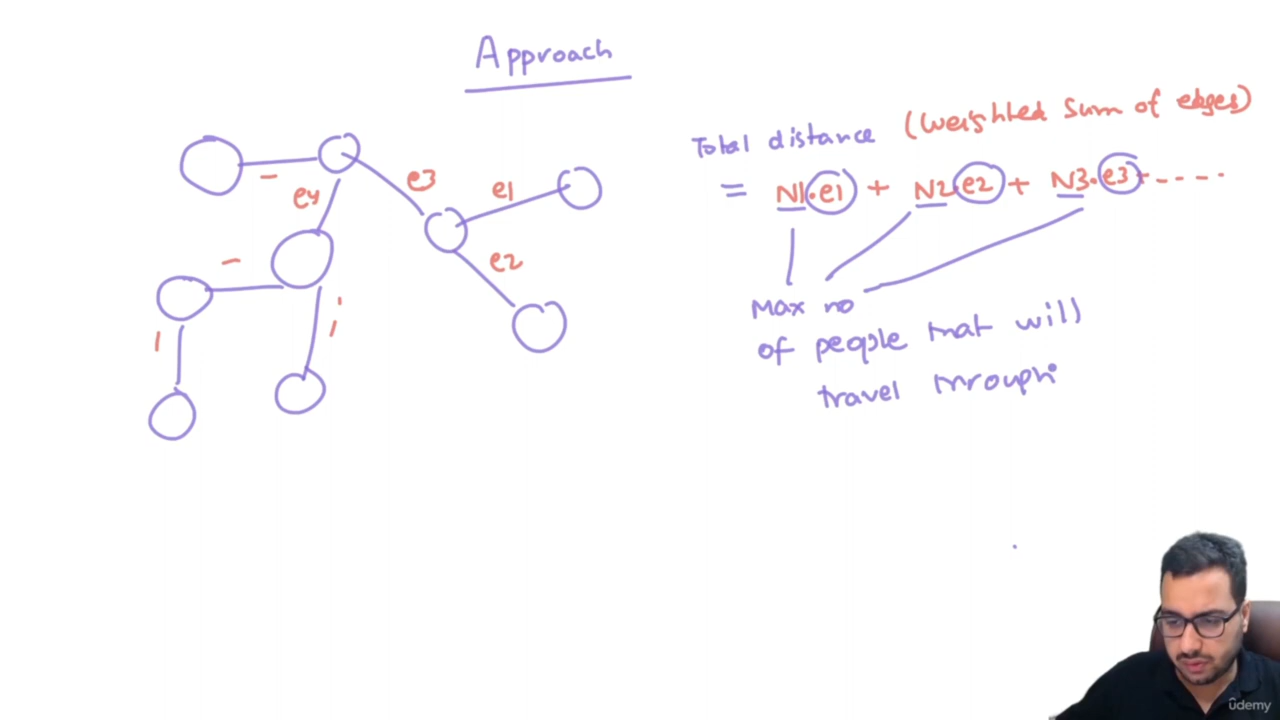 Approach
Total distance (weighted sum of edges)
= N1.e1 + N2.e2 + N3.e3 + - - - -
Max no
of people that will
travel through
e4
e3
e1
e2
ûdemy